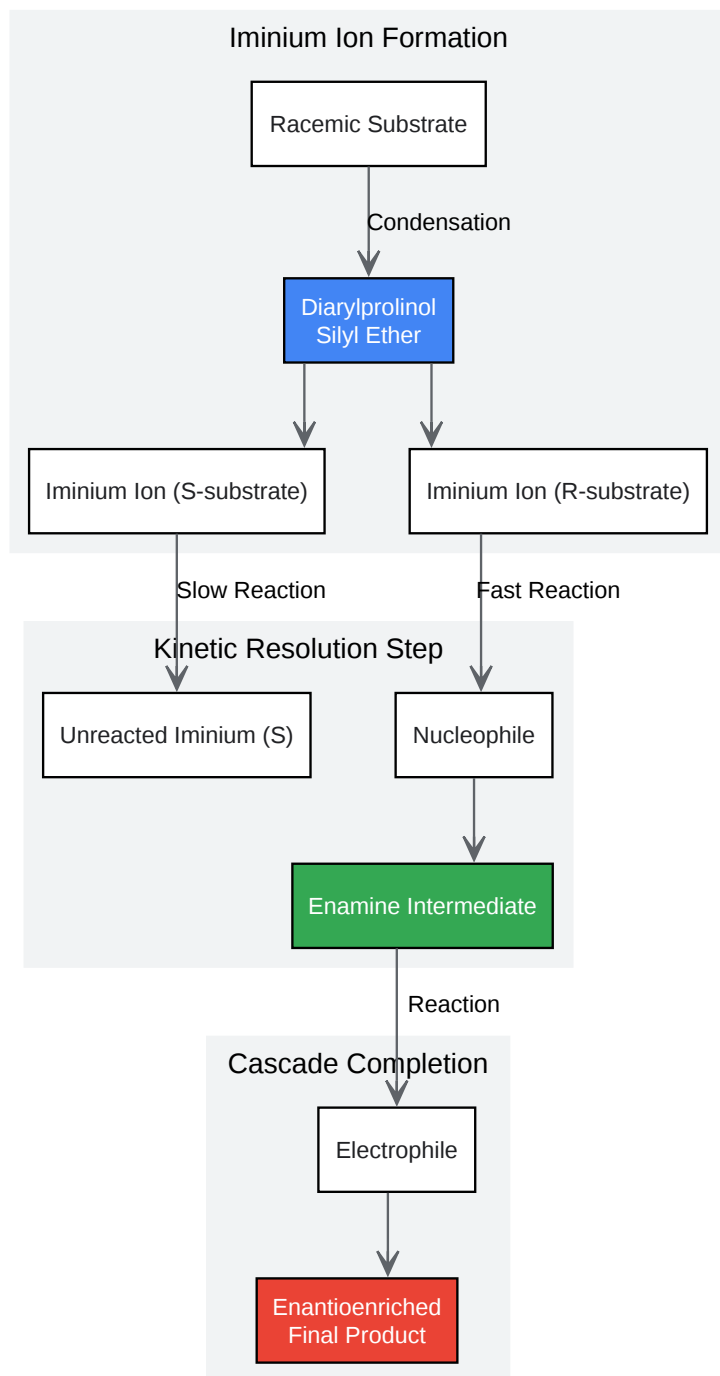 Iminium Ion Formation
Racemic Substrate
Condensation
Diarylprolinol
Silyl Ether
Iminium Ion (S-substrate)
Iminium Ion (R-substrate)
Slow Reaction
Fast Reaction
Kinetic Resolution Step
Unreacted Iminium (S)
Nucleophile
Enamine Intermediate
Reaction
Cascade Completion
Electrophile
Enantioenriched
Final Product